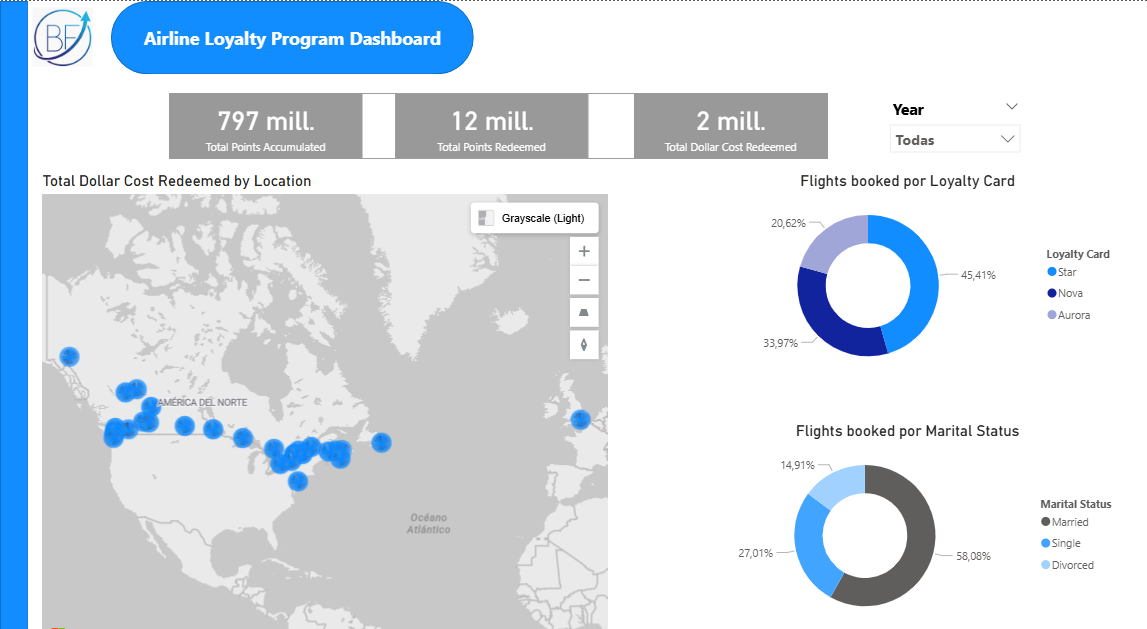 BF
Airline Loyalty Program Dashboard
797 mill.
Total Points Accumulated
12 mill.
Total Points Redeemed
2 mill.
Total Dollar Cost Redeemed
Year
Todas
Total Dollar Cost Redeemed by Location
Grayscale (Light)
AMÉRICA DEL NORTE
Océano
Atlántico
Flights booked por Loyalty Card
20,62%
45,41%
33,97%
Loyalty Card
Star
Nova
Aurora
Flights booked por Marital Status
14,91%
27,01%
58,08%
Marital Status
Married
Single
Divorced